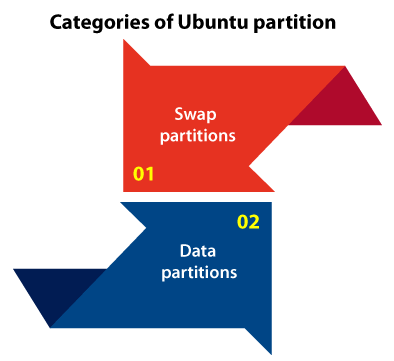 Categories of Ubuntu partition
Swap
partitions
01
02
Data
partitions